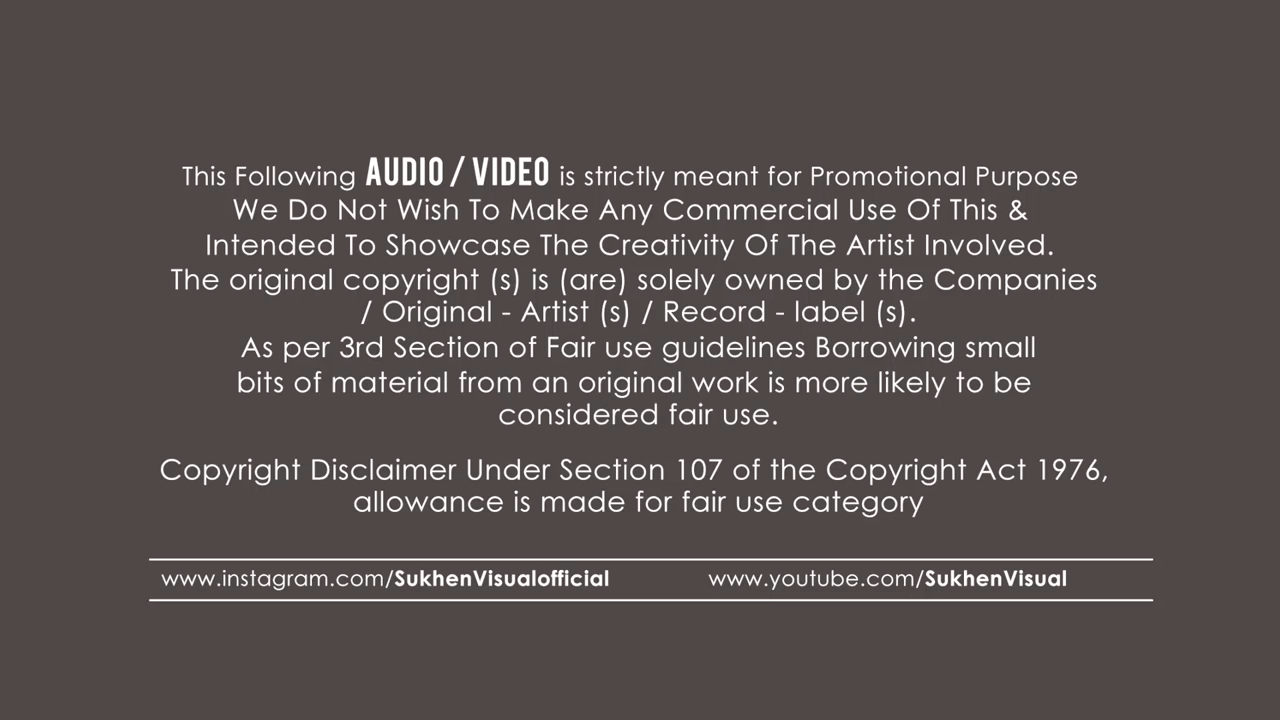 This Following AUDIO / VIDEO is strictly meant for Promotional Purpose
We Do Not Wish To Make Any Commercial Use Of This &
Intended To Showcase The Creativity Of The Artist Involved.
The original copyright (s) is (are) solely owned by the Companies
/ Original - Artist (s) / Record - label (s).
As per 3rd Section of Fair use guidelines Borrowing small
bits of material from an original work is more likely to be
considered fair use.
Copyright Disclaimer Under Section 107 of the Copyright Act 1976,
allowance is made for fair use category
www.instagram.com/SukhenVisualofficial www.youtube.com/SukhenVisual